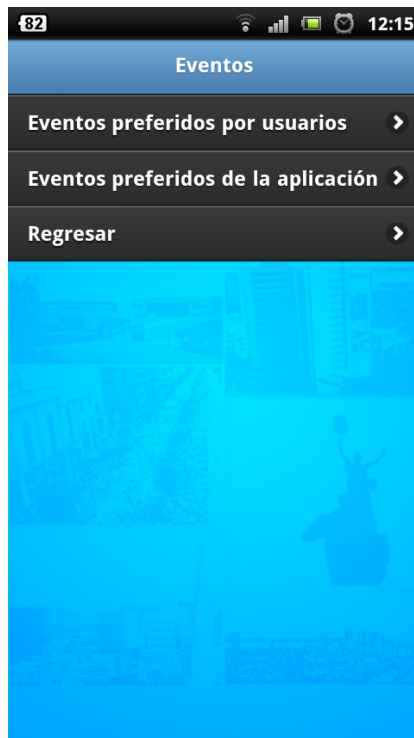 82
12:15
Eventos
Eventos preferidos por usuarios
Eventos preferidos de la aplicación
Regresar